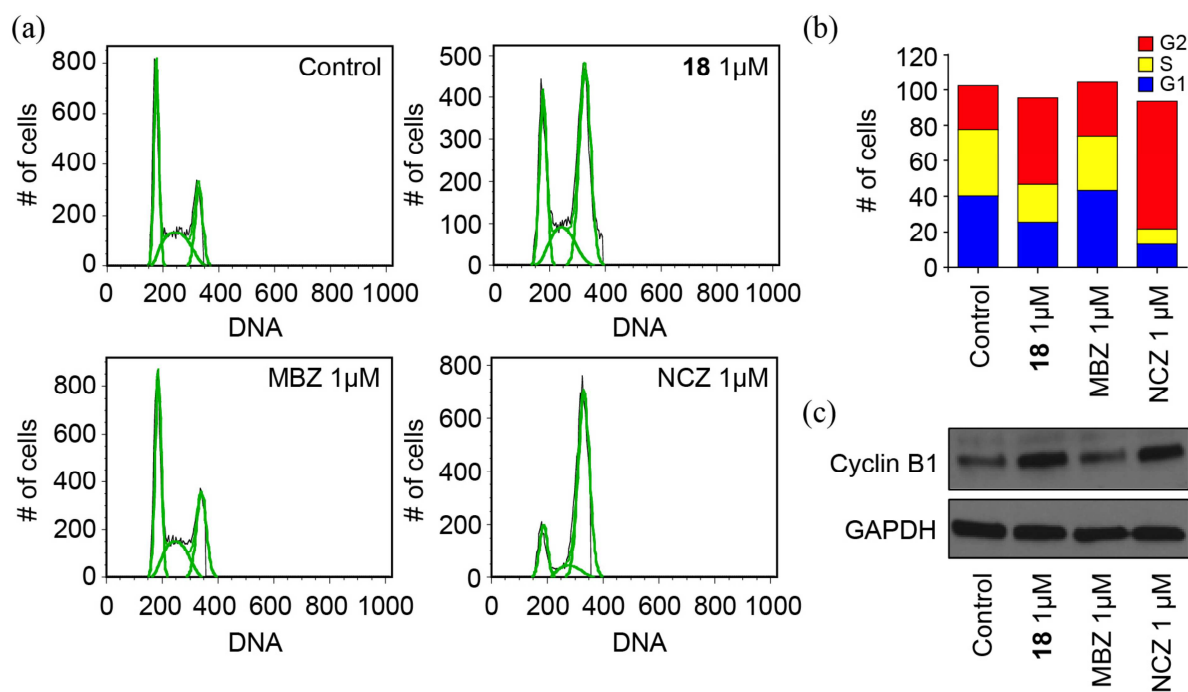 (a)
Control
# of cells
800
600
400
200
0
0 200 400 600 800 1000
DNA
18 1µM
# of cells
500
400
300
200
100
0
0 200 400 600 800 1000
DNA
MBZ 1µM
# of cells
800
600
400
200
0
0 200 400 600 800 1000
DNA
NCZ 1µM
# of cells
800
600
400
200
0
0 200 400 600 800 1000
DNA
(b)
G2
S
G1
# of cells
120
100
80
60
40
20
0
Control
18 1µM
MBZ 1µM
NCZ 1 µM
(c)
Cyclin B1
GAPDH
Control
18 1µM
MBZ 1µM
NCZ 1 µM